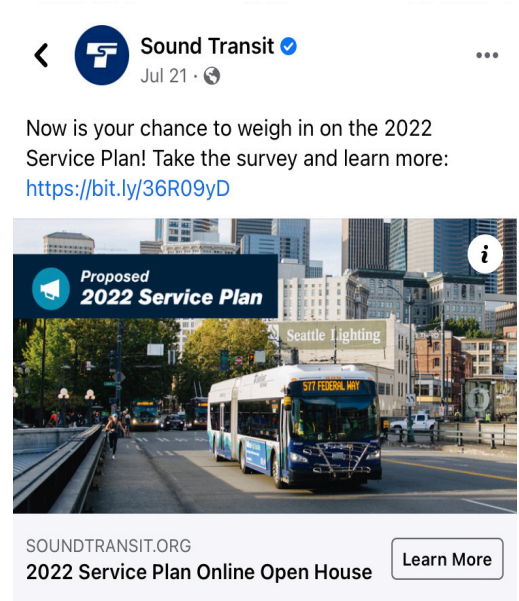 Sound Transit
Jul 21 ·
Now is your chance to weigh in on the 2022
Service Plan! Take the survey and learn more:
https://bit.ly/36R09yD
Proposed
2022 Service Plan
Seattle Lighting
577 FEDERAL WAY
SOUNDTRANSIT.ORG
2022 Service Plan Online Open House
Learn More